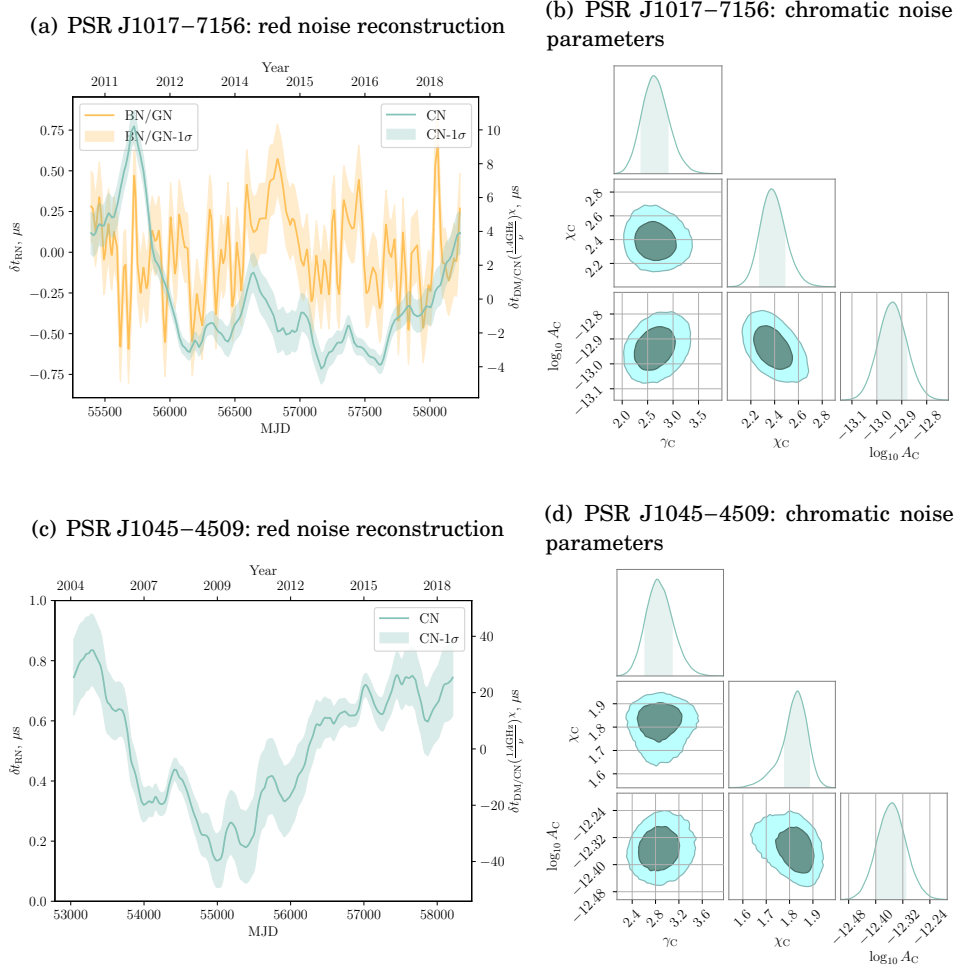 (a) PSR J1017−7156: red noise reconstruction
Year
2011 2012 2014 2015 2016 2018
BN/GN
BN/GN-1σ
CN
CN-1σ
0.75
0.50
0.25
0.00
−0.25
−0.50
−0.75
δt_RN, μs
10
8
6
4
2
0
−2
−4
δt_DM/CN(1.4GHz/ν)^χ, μs
55500 56000 56500 57000 57500 58000
MJD
(b) PSR J1017−7156: chromatic noise
parameters
2.8
2.6
2.4
2.2
χ_C
−12.8
−12.9
−13.0
−13.1
log₁₀ A_C
2.0 2.5 3.0 3.5
γ_C
2.2 2.4 2.6 2.8
χ_C
−13.1 −13.0 −12.9 −12.8
log₁₀ A_C
(c) PSR J1045−4509: red noise reconstruction
Year
2004 2007 2009 2012 2015 2018
CN
CN-1σ
1.0
0.8
0.6
0.4
0.2
0.0
δt_RN, μs
40
20
0
−20
−40
δt_DM/CN(1.4GHz/ν)^χ, μs
53000 54000 55000 56000 57000 58000
MJD
(d) PSR J1045−4509: chromatic noise
parameters
1.9
1.8
1.7
1.6
χ_C
−12.24
−12.32
−12.40
−12.48
log₁₀ A_C
2.4 2.8 3.2 3.6
γ_C
1.6 1.7 1.8 1.9
χ_C
−12.48 −12.40 −12.32 −12.24
log₁₀ A_C